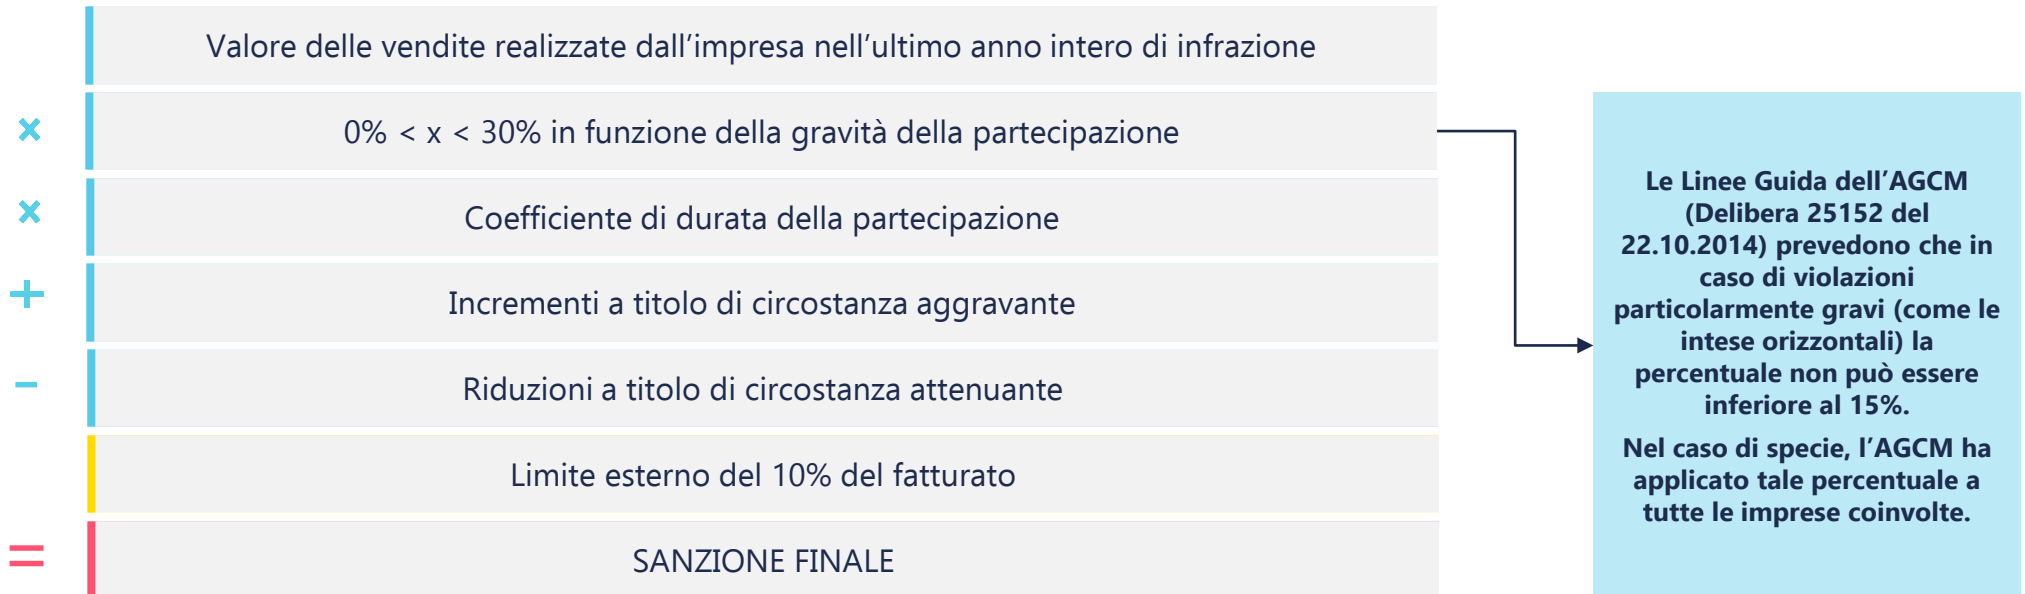 Valore delle vendite realizzate dall’impresa nell’ultimo anno intero di infrazione
×
0% < x < 30% in funzione della gravità della partecipazione
×
Coefficiente di durata della partecipazione
+
Incrementi a titolo di circostanza aggravante
-
Riduzioni a titolo di circostanza attenuante
Limite esterno del 10% del fatturato
=
SANZIONE FINALE
Le Linee Guida dell’AGCM
(Delibera 25152 del
22.10.2014) prevedono che in
caso di violazioni
particolarmente gravi (come le
intese orizzontali) la
percentuale non può essere
inferiore al 15%.
Nel caso di specie, l’AGCM ha
applicato tale percentuale a
tutte le imprese coinvolte.